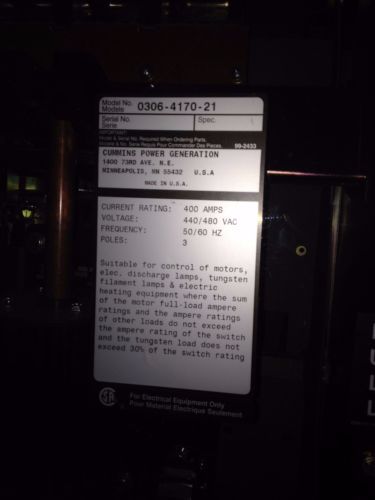 Model No. 0306-4170-21
Modèle
Serial No. Spec.
Série
IMPORTANT
Model & Serial No. Required When Ordering Parts.
Modèle & No. Série Requis Pour Commander Des Pièces. 99-2433
CUMMINS POWER GENERATION
1400 73RD AVE. N.E.
MINNEAPOLIS, MN 55432 U.S.A
MADE IN U.S.A.
CURRENT RATING: 400 AMPS
VOLTAGE: 440/480 VAC
FREQUENCY: 50/60 HZ
POLES: 3
Suitable for control of motors,
elec. discharge lamps, tungsten
filament lamps & electric
heating equipment where the sum
of the motor full-load ampere
ratings and the ampere ratings
of other loads do not exceed
the ampere rating of the switch
and the tungsten load does not
exceed 30% of the switch rating
For Electrical Equipment Only
Pour Material Electrique Seulement